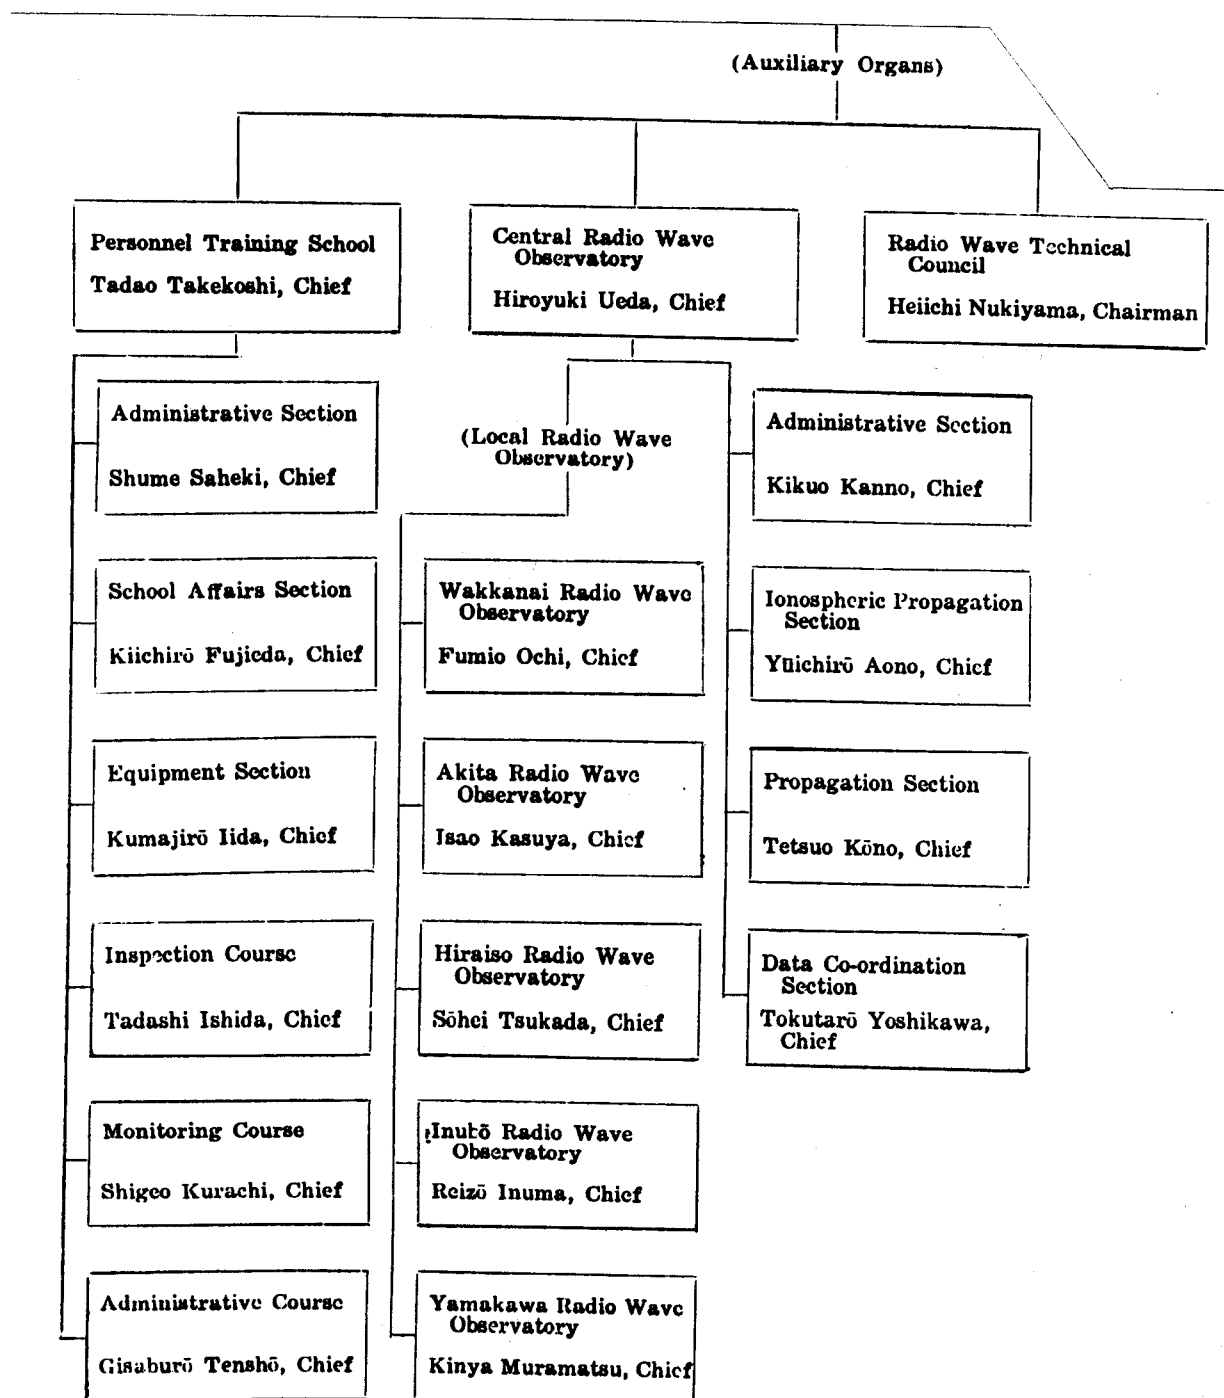 (Auxiliary Organs)
Personnel Training School
Tadao Takekoshi, Chief
Central Radio Wave
Observatory
Hiroyuki Ueda, Chief
Radio Wave Technical
Council
Heiichi Nukiyama, Chairman
Administrative Section
Shume Saheki, Chief
School Affairs Section
Kiichirō Fujieda, Chief
Equipment Section
Kumajirō Iida, Chief
Inspection Course
Tadashi Ishida, Chief
Monitoring Course
Shigeo Kurachi, Chief
Administrative Course
Gisaburō Tenshō, Chief
(Local Radio Wave
Observatory)
Wakkanai Radio Wave
Observatory
Fumio Ochi, Chief
Akita Radio Wave
Observatory
Isao Kasuya, Chief
Hiraiso Radio Wave
Observatory
Sōhei Tsukada, Chief
Inubō Radio Wave
Observatory
Reizō Inuma, Chief
Yamakawa Radio Wave
Observatory
Kinya Muramatsu, Chief
Administrative Section
Kikuo Kanno, Chief
Ionospheric Propagation
Section
Yūichirō Aono, Chief
Propagation Section
Tetsuo Kōno, Chief
Data Co-ordination
Section
Tokutarō Yoshikawa,
Chief